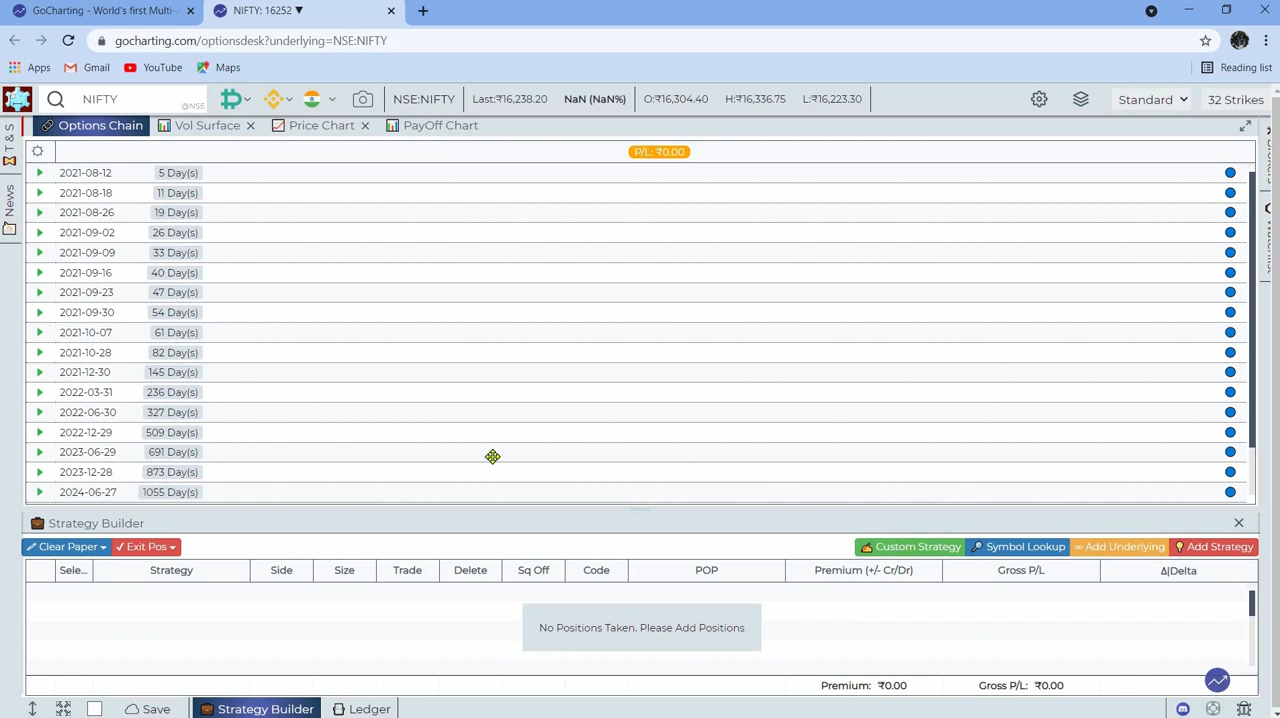 GoCharting - World's first Multi-
NIFTY: 16252 ▼
gocharting.com/optionsdesk?underlying=NSE:NIFTY
Apps Gmail YouTube Maps Reading list
NIFTY @NSE NSE:NIFTY Last:₹16,238.20 NaN (NaN%) O:₹16,304.40 ₹16,336.75 L:₹16,223.30 Standard 32 Strikes
T & S
News
Options Chain Vol Surface Price Chart PayOff Chart
P/L: ₹0.00
2021-08-12 5 Day(s)
2021-08-18 11 Day(s)
2021-08-26 19 Day(s)
2021-09-02 26 Day(s)
2021-09-09 33 Day(s)
2021-09-16 40 Day(s)
2021-09-23 47 Day(s)
2021-09-30 54 Day(s)
2021-10-07 61 Day(s)
2021-10-28 82 Day(s)
2021-12-30 145 Day(s)
2022-03-31 236 Day(s)
2022-06-30 327 Day(s)
2022-12-29 509 Day(s)
2023-06-29 691 Day(s)
2023-12-28 873 Day(s)
2024-06-27 1055 Day(s)
Strategy Builder
Clear Paper Exit Pos Custom Strategy Symbol Lookup Add Underlying Add Strategy
Sele... Strategy Side Size Trade Delete Sq Off Code POP Premium (+/- Cr/Dr) Gross P/L Δ|Delta
No Positions Taken. Please Add Positions
Premium: ₹0.00 Gross P/L: ₹0.00
Save Strategy Builder Ledger